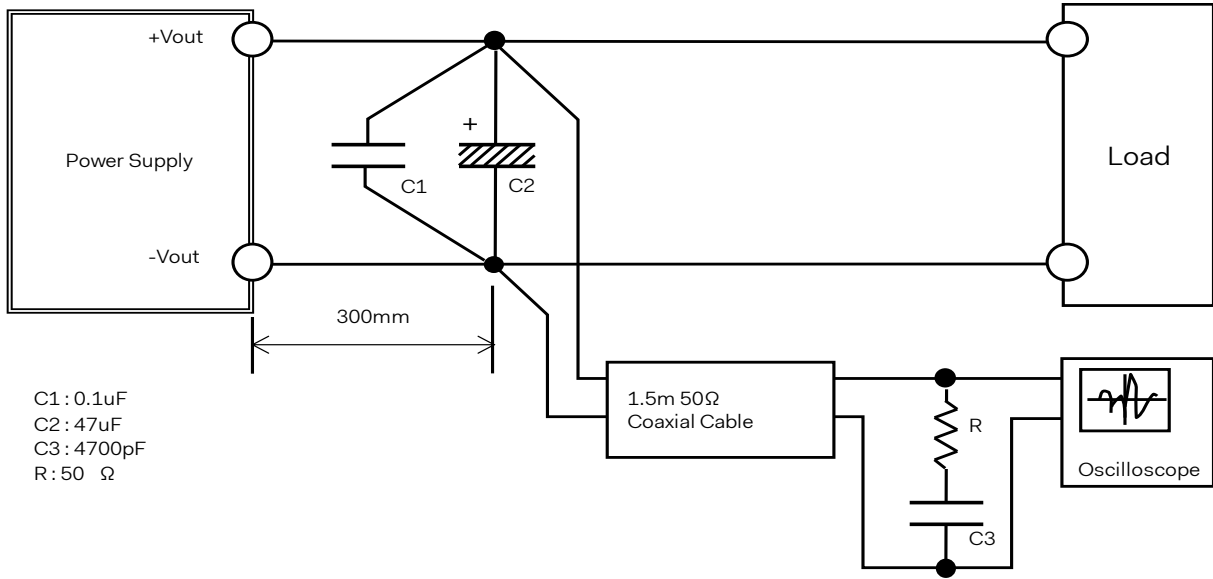 +Vout
Power Supply
-Vout
+
C1
C2
Load
300mm
C1 : 0.1uF
C2 : 47uF
C3 : 4700pF
R : 50 Ω
1.5m 50Ω
Coaxial Cable
R
C3
Oscilloscope